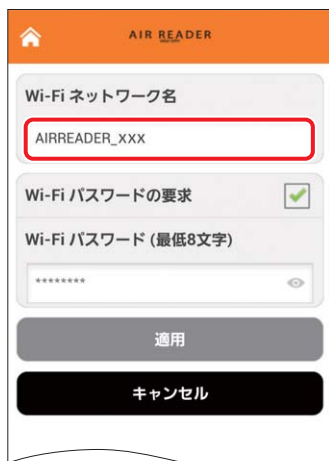 AIR READER
Wi-Fi ネットワーク名
AIRREADER_XXX
Wi-Fi パスワードの要求
Wi-Fi パスワード (最低8文字)
********
適用
キャンセル